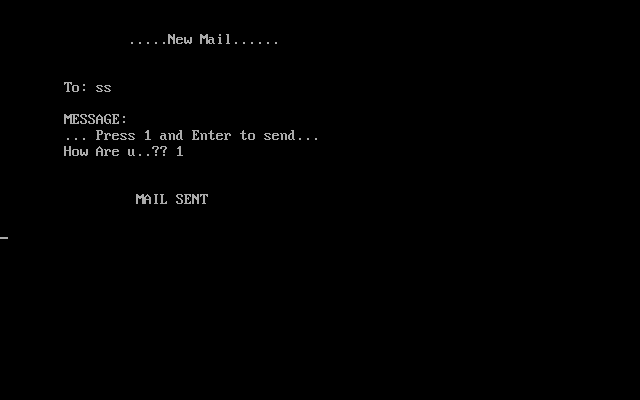 .....New Mail......
To: ss
MESSAGE:
... Press 1 and Enter to send...
How Are u..?? 1
MAIL SENT